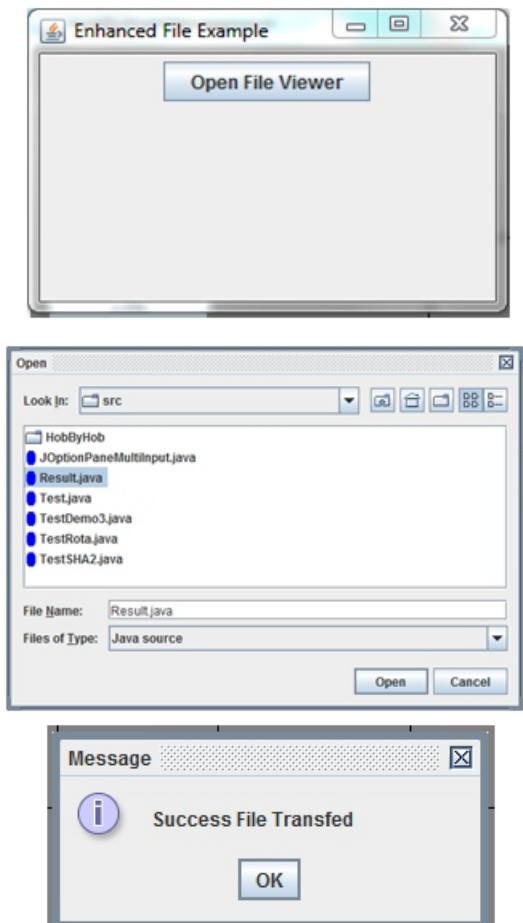 Enhanced File Example
Open File Viewer
Open
Look In: src
HobByHob
JOptionPaneMultiInput.java
Result.java
Test.java
TestDemo3.java
TestRota.java
TestSHA2.java
File Name: Result.java
Files of Type: Java source
Open Cancel
Message
i
Success File Transfed
OK